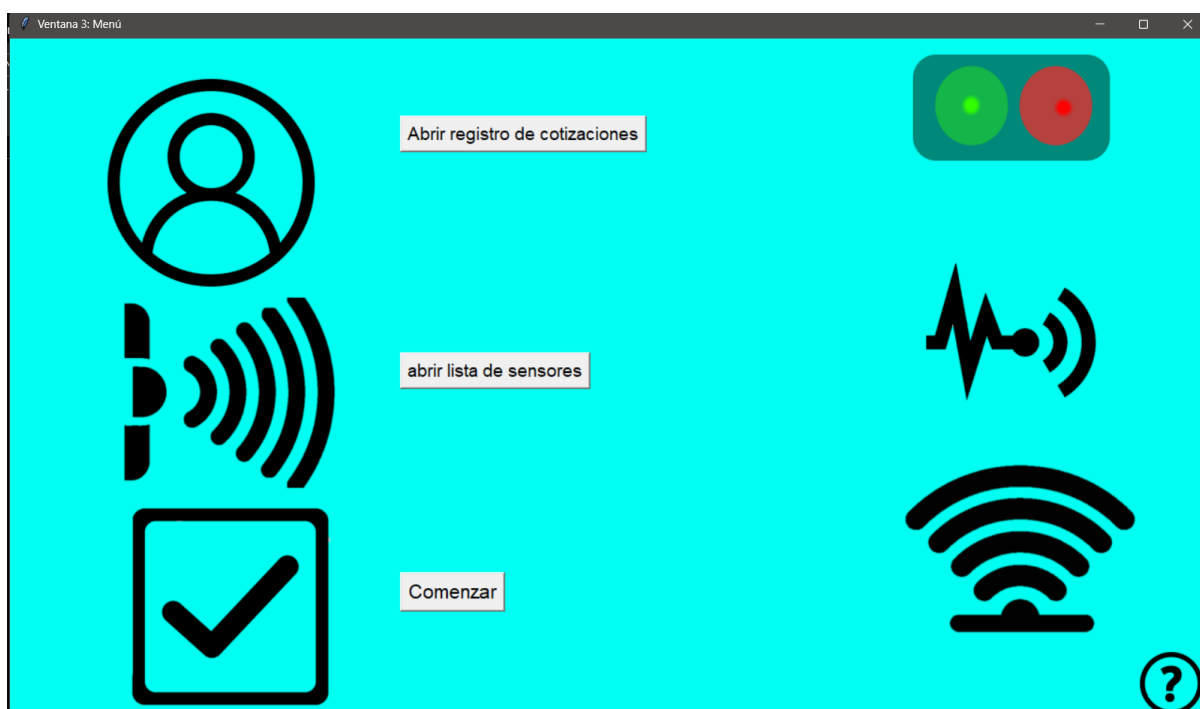 Ventana 3: Menú
Abrir registro de cotizaciones
abrir lista de sensores
Comenzar
?